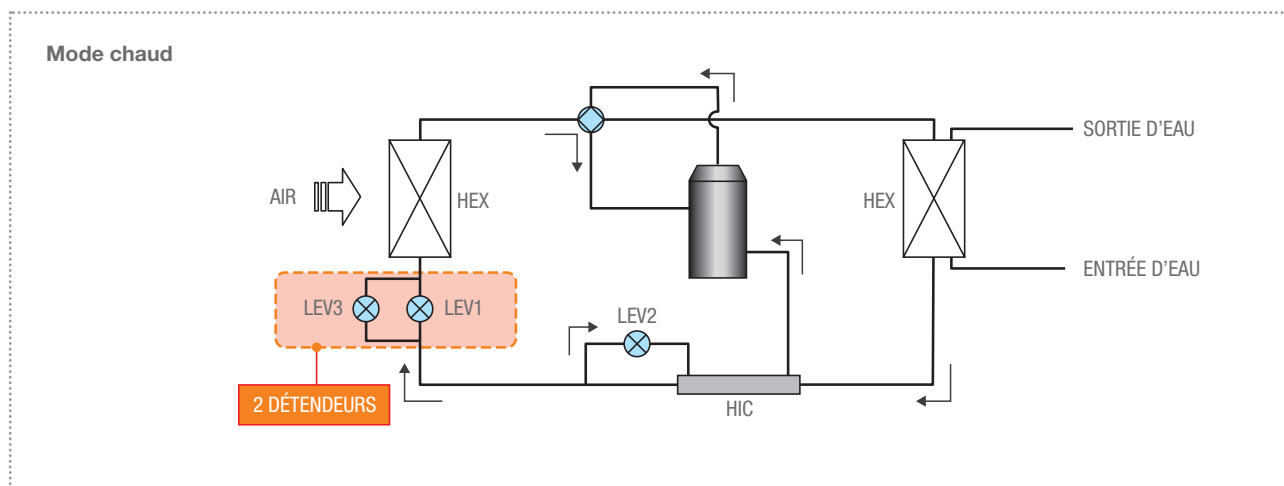 Mode chaud
SORTIE D'EAU
AIR
HEX
HEX
ENTRÉE D'EAU
LEV3
LEV1
LEV2
2 DÉTENDEURS
HIC